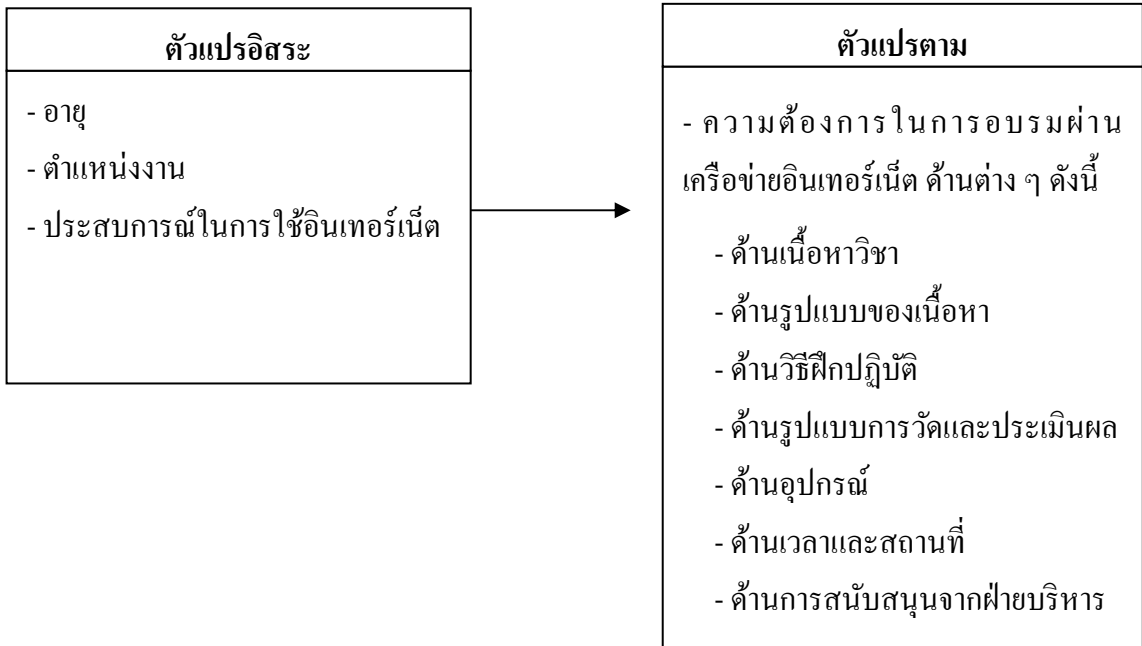 ตัวแปรอิสระ
- อายุ
- ตำแหน่งงาน
- ประสบการณ์ในการใช้อินเทอร์เน็ต
ตัวแปรตาม
- ความต้องการในการอบรมผ่าน
เครือข่ายอินเทอร์เน็ต ด้านต่าง ๆ ดังนี้
- ด้านเนื้อหาวิชา
- ด้านรูปแบบของเนื้อหา
- ด้านวิธีฝึกปฏิบัติ
- ด้านรูปแบบการวัดและประเมินผล
- ด้านอุปกรณ์
- ด้านเวลาและสถานที่
- ด้านการสนับสนุนจากฝ่ายบริหาร